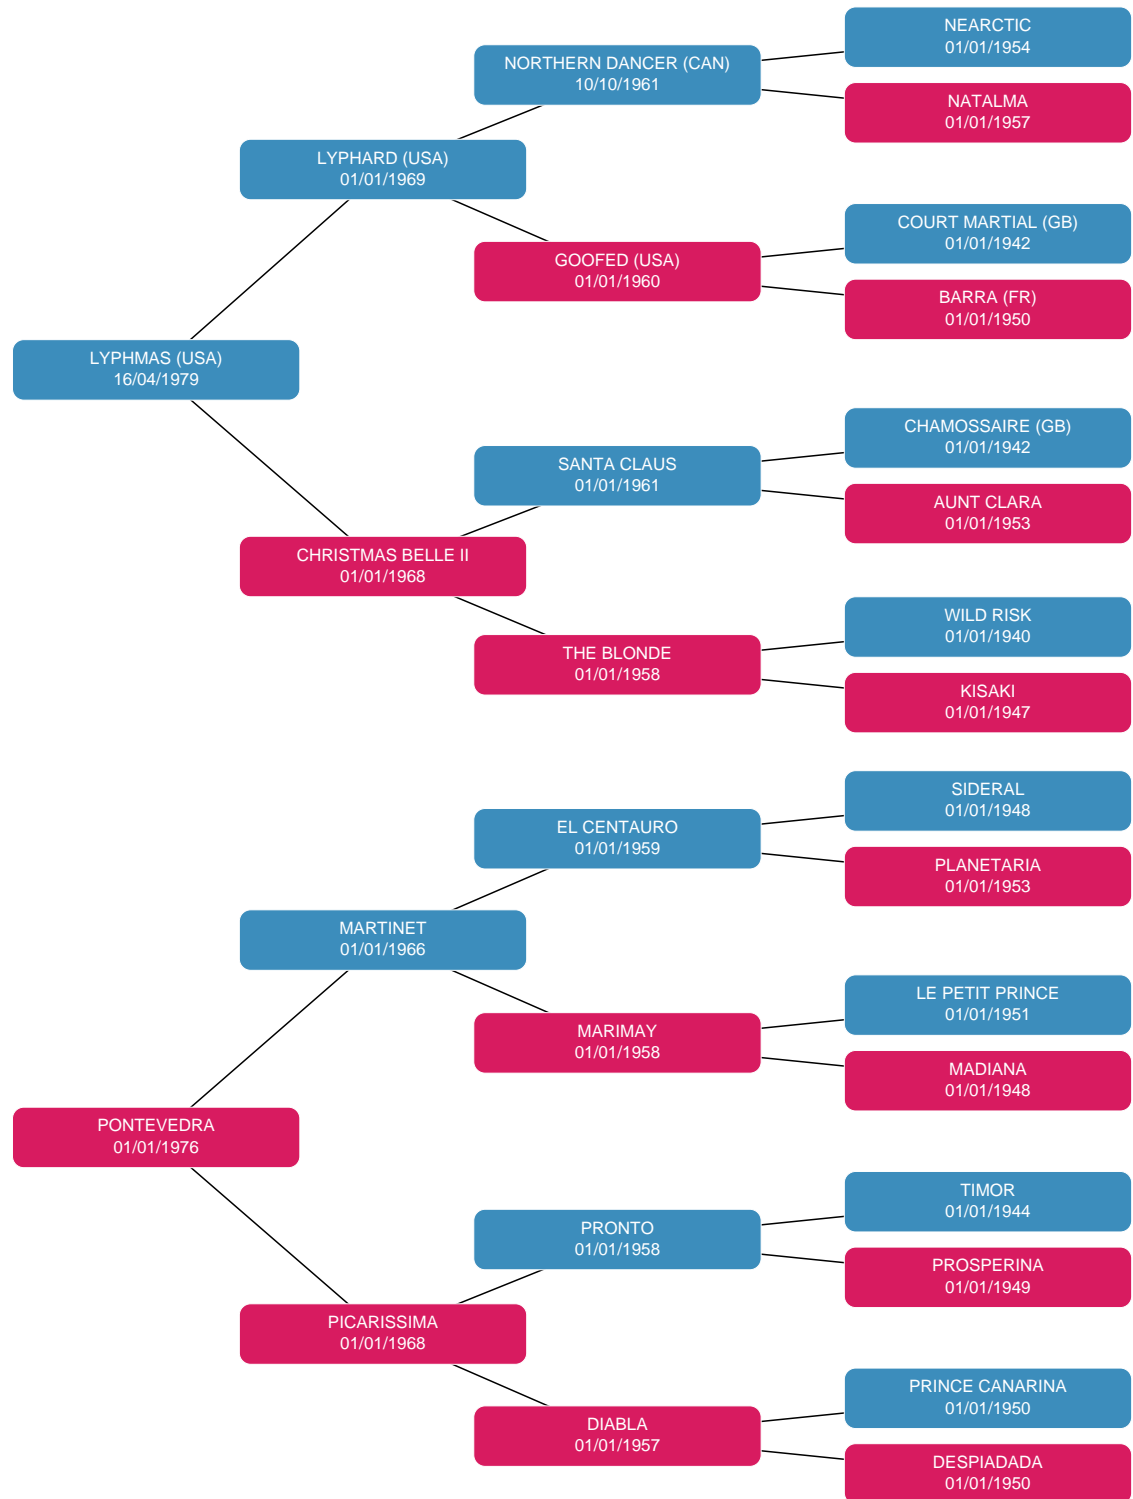 NEARCTIC
01/01/1954
NORTHERN DANCER (CAN)
10/10/1961
NATALMA
01/01/1957
LYPHARD (USA)
01/01/1969
COURT MARTIAL (GB)
01/01/1942
GOOFED (USA)
01/01/1960
BARRA (FR)
01/01/1950
LYPHMAS (USA)
16/04/1979
CHAMOSSAIRE (GB)
01/01/1942
SANTA CLAUS
01/01/1961
AUNT CLARA
01/01/1953
CHRISTMAS BELLE II
01/01/1968
WILD RISK
01/01/1940
THE BLONDE
01/01/1958
KISAKI
01/01/1947
SIDERAL
01/01/1948
EL CENTAURO
01/01/1959
PLANETARIA
01/01/1953
MARTINET
01/01/1966
LE PETIT PRINCE
01/01/1951
MARIMAY
01/01/1958
MADIANA
01/01/1948
PONTEVEDRA
01/01/1976
TIMOR
01/01/1944
PRONTO
01/01/1958
PROSPERINA
01/01/1949
PICARISSIMA
01/01/1968
PRINCE CANARINA
01/01/1950
DIABLA
01/01/1957
DESPIADADA
01/01/1950